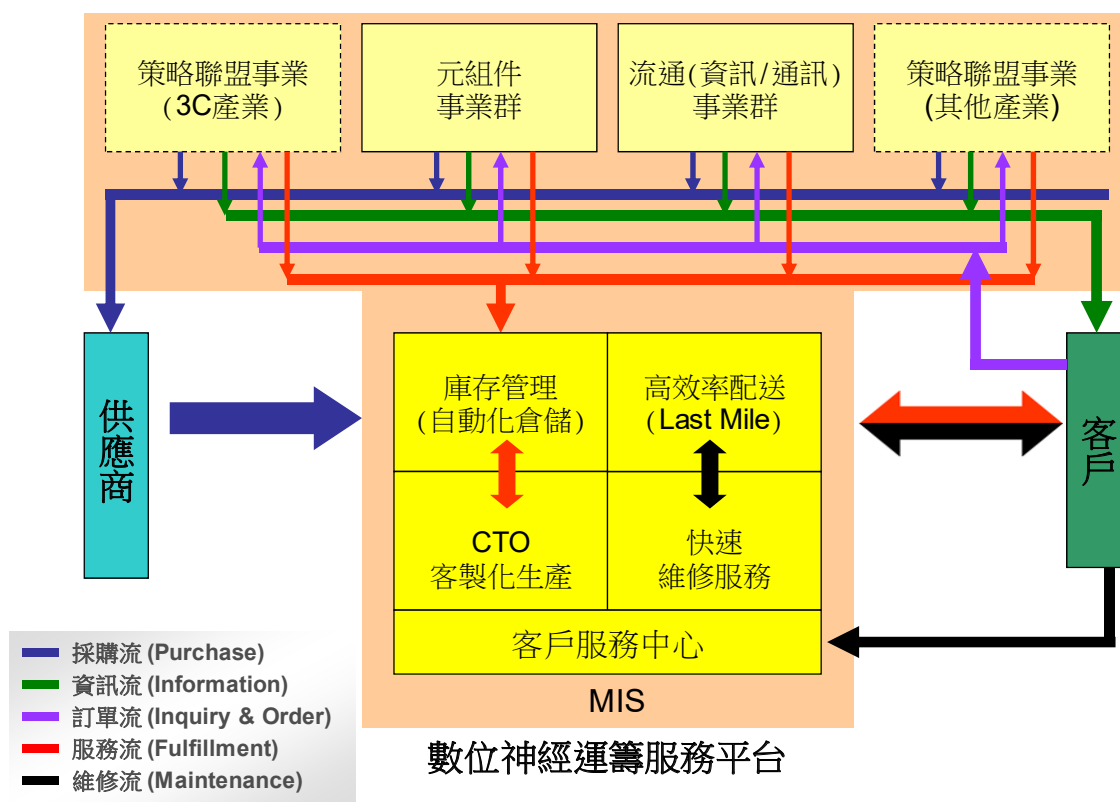 策略聯盟事業
(3C產業)
元組件
事業群
流通(資訊/通訊)
事業群
策略聯盟事業
(其他產業)
供應商
庫存管理
(自動化倉儲)
高效率配送
(Last Mile)
CTO
客製化生產
快速
維修服務
客戶服務中心
MIS
數位神經運籌服務平台
客戶
採購流 (Purchase)
資訊流 (Information)
訂單流 (Inquiry & Order)
服務流 (Fulfillment)
維修流 (Maintenance)